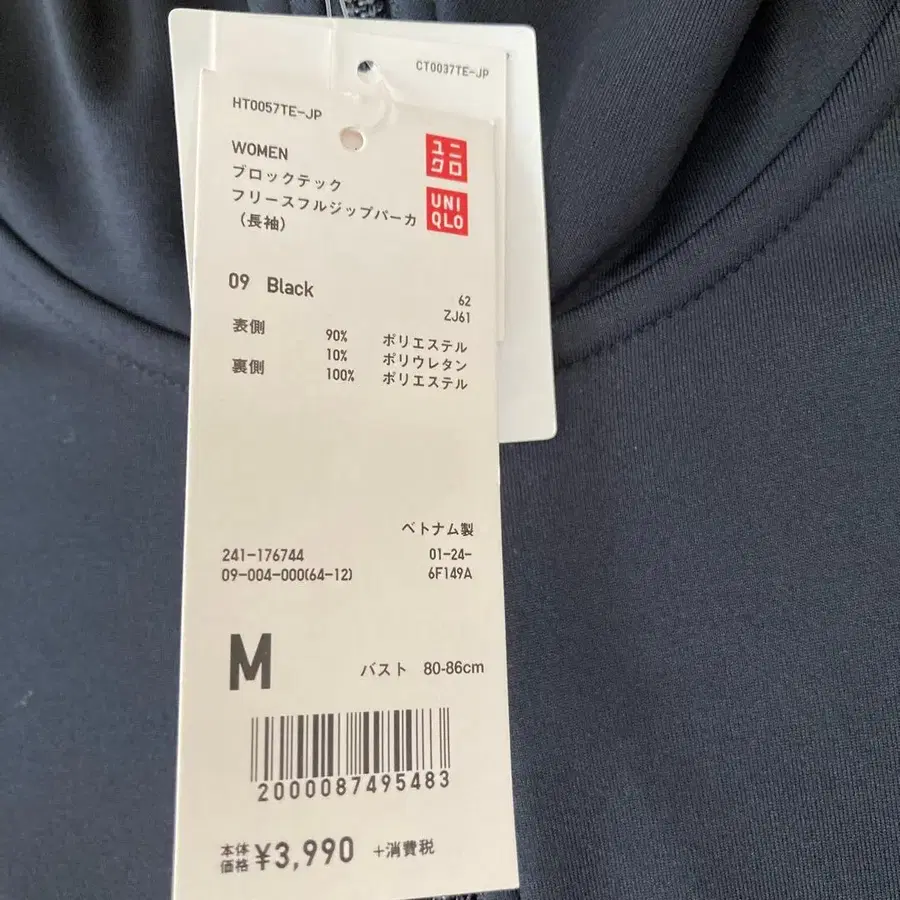 CT0037TE-JP
HT0057TE-JP
WOMEN
ブロックテック
フリースフルジップパーカ
（長袖）
ユニ
クロ
UNI
QLO
09 Black
62
ZJ61
表側 90% ポリエステル
10% ポリウレタン
裏側 100% ポリエステル
ベトナム製
241-176744 01-24-
09-004-000(64-12) 6F149A
M バスト 80-86cm
2000087495483
本体
価格 ¥3,990 +消費税